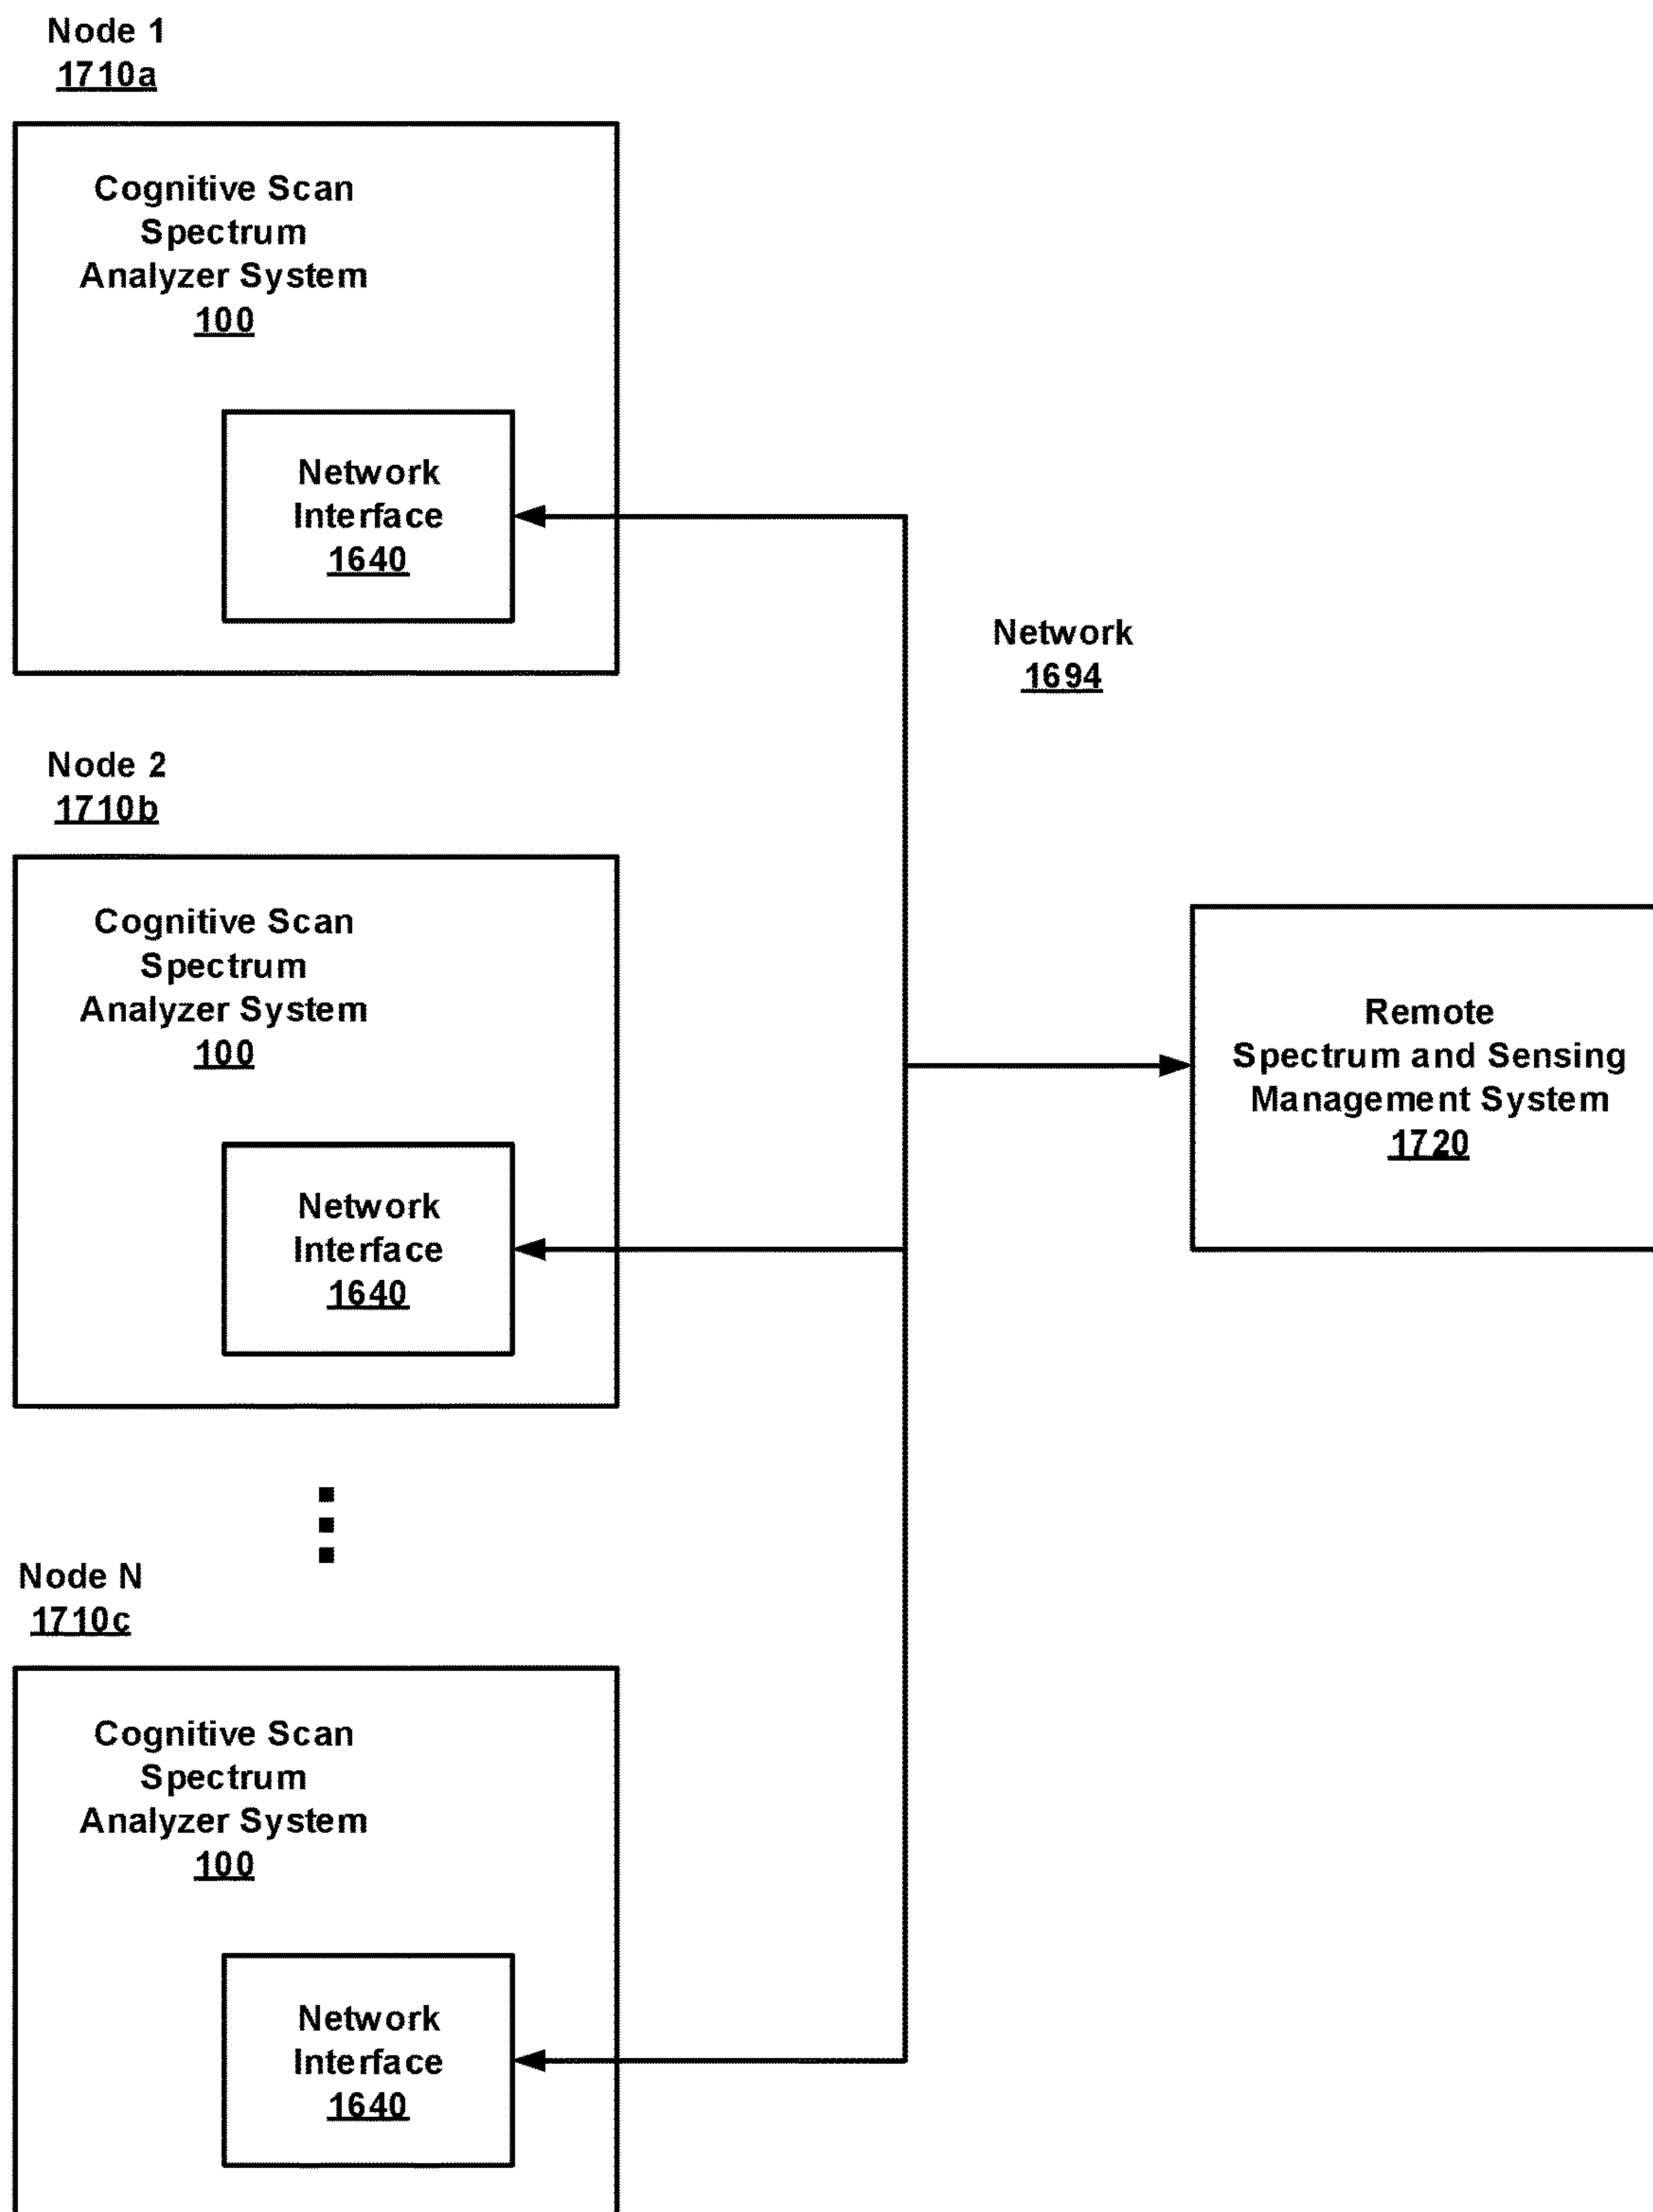 Node 1
1710a
Cognitive Scan
Spectrum
Analyzer System
100
Network
Interface
1640
Network
1694
Node 2
1710b
Cognitive Scan
Spectrum
Analyzer System
100
Network
Interface
1640
Remote
Spectrum and Sensing
Management System
1720
Node N
1710c
Cognitive Scan
Spectrum
Analyzer System
100
Network
Interface
1640